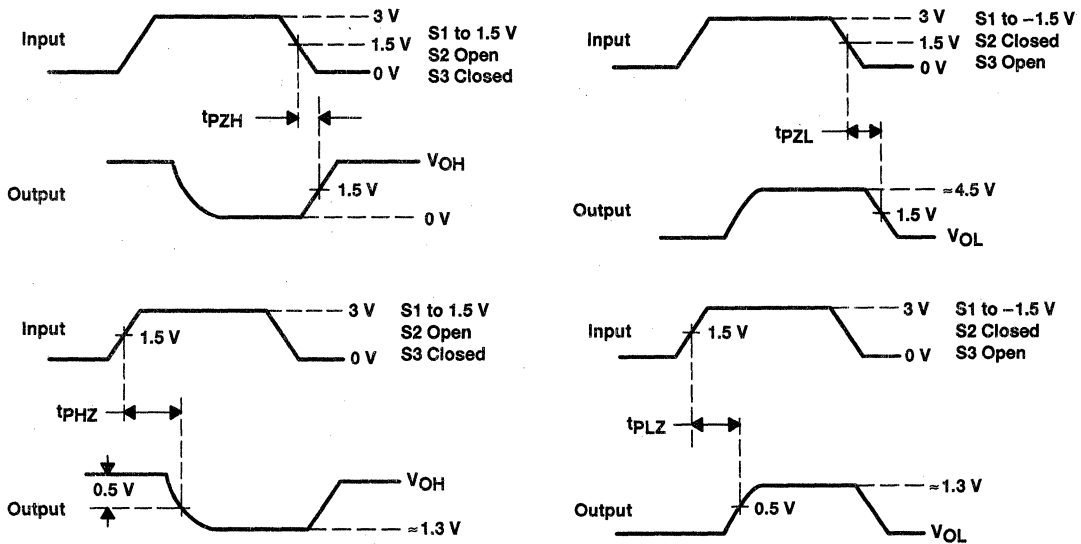 Input
3 V
1.5 V
0 V
S1 to 1.5 V
S2 Open
S3 Closed
tPZH
Output
VOH
1.5 V
0 V
Input
3 V
1.5 V
0 V
S1 to −1.5 V
S2 Closed
S3 Open
tPZL
Output
≈4.5 V
1.5 V
VOL
Input
1.5 V
3 V
0 V
S1 to 1.5 V
S2 Open
S3 Closed
tPHZ
0.5 V
Output
VOH
≈1.3 V
Input
1.5 V
3 V
0 V
S1 to −1.5 V
S2 Closed
S3 Open
tPLZ
Output
≈1.3 V
0.5 V
VOL